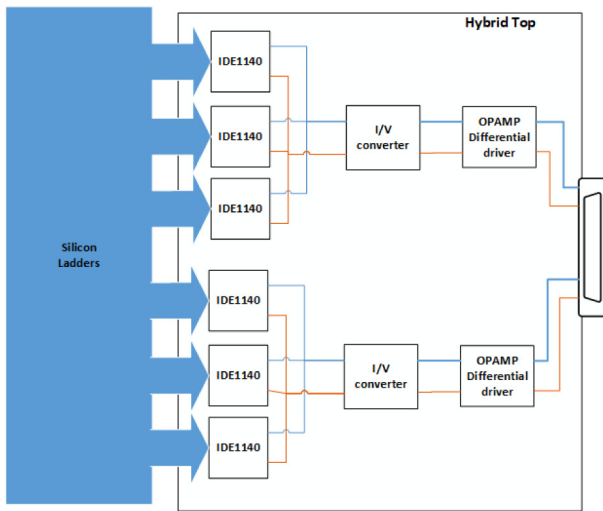 Hybrid Top
IDE1140
IDE1140
IDE1140
I/V
converter
OPAMP
Differential
driver
Silicon
Ladders
IDE1140
IDE1140
IDE1140
I/V
converter
OPAMP
Differential
driver